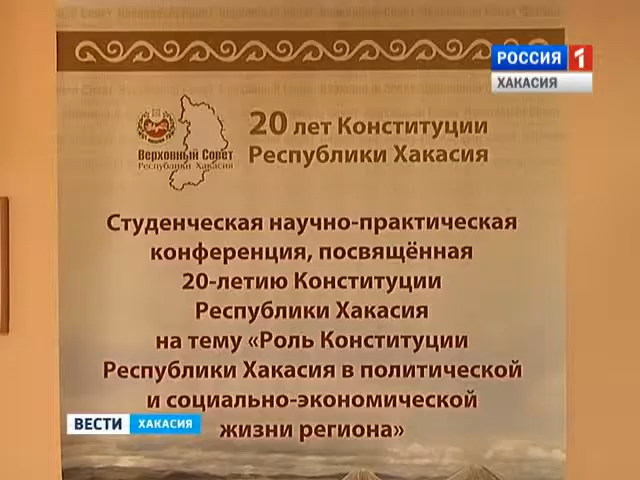 РОССИЯ 1
ХАКАСИЯ
20 лет Конституции
Республики Хакасия
Верховный Совет
Республики Хакасия
Студенческая научно-практическая
конференция, посвящённая
20-летию Конституции
Республики Хакасия
на тему «Роль Конституции
Республики Хакасия в политической
и социально-экономической
жизни региона»
ВЕСТИ ХАКАСИЯ